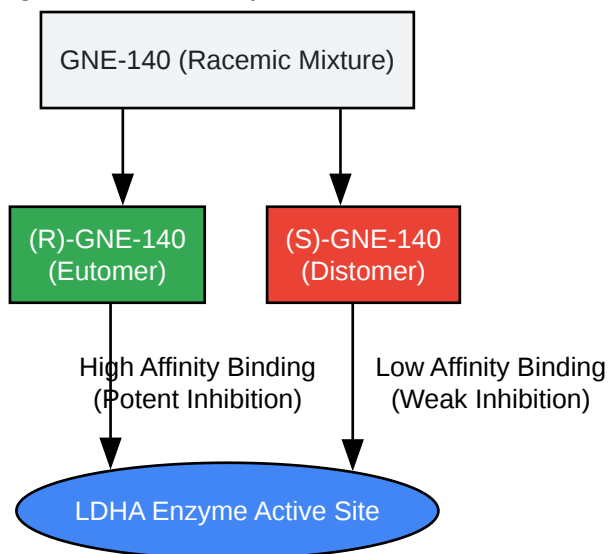 GNE-140 (Racemic Mixture)
(R)-GNE-140
(Eutomer)
(S)-GNE-140
(Distomer)
High Affinity Binding
(Potent Inhibition)
Low Affinity Binding
(Weak Inhibition)
LDHA Enzyme Active Site